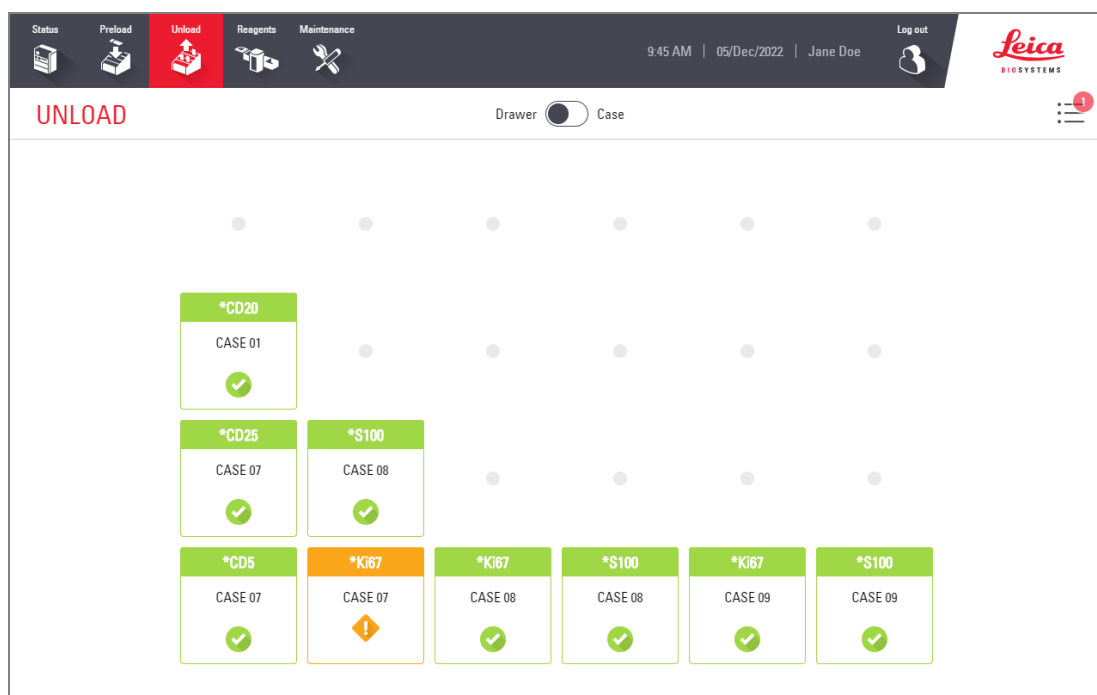 Status Preload Unload Reagents Maintenance Log out
9:45 AM | 05/Dec/2022 | Jane Doe
Leica
BIOSYSTEMS
UNLOAD Drawer Case 1
*CD20
CASE 01
*CD25 *S100
CASE 07 CASE 08
*CD5 *Ki67 *Ki67 *S100 *Ki67 *S100
CASE 07 CASE 07 CASE 08 CASE 08 CASE 09 CASE 09